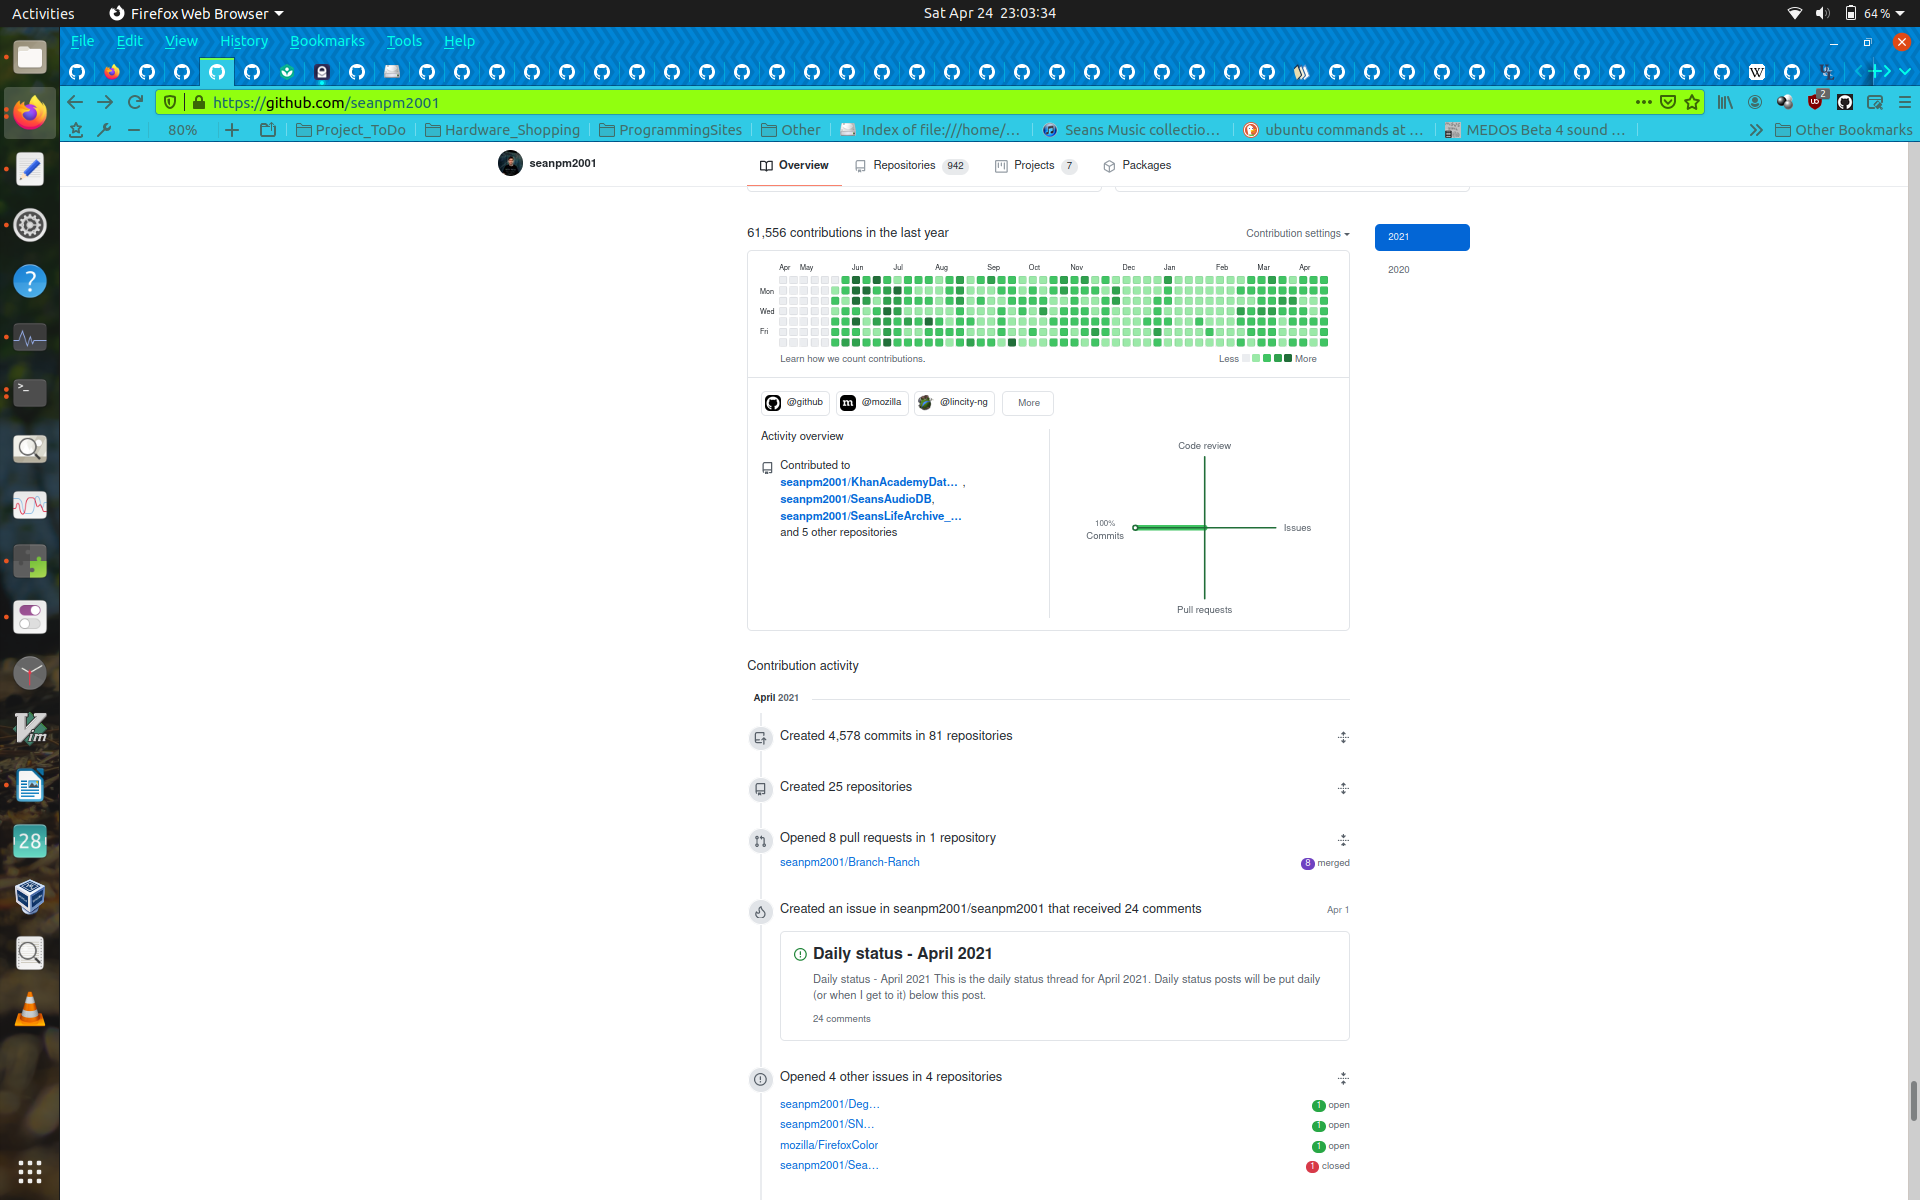 Activities Firefox Web Browser Sat Apr 24 23:03:34 64 %
File Edit View History Bookmarks Tools Help
https://github.com/seanpm2001 2
80% Project_ToDo Hardware_Shopping ProgrammingSites Other Index of file:///home/... Seans Music collectio... ubuntu commands at ... MEDOS Beta 4 sound ... Other Bookmarks
seanpm2001 Overview Repositories 942 Projects 7 Packages
61,556 contributions in the last year Contribution settings 2021
2020
Apr May Jun Jul Aug Sep Oct Nov Dec Jan Feb Mar Apr
Mon
Wed
Fri
Learn how we count contributions. Less More
@github @mozilla @lincity-ng More
Activity overview
Contributed to
seanpm2001/KhanAcademyDat... ,
seanpm2001/SeansAudioDB,
seanpm2001/SeansLifeArchive_...
and 5 other repositories
Code review
100%
Commits
Issues
Pull requests
Contribution activity
April 2021
Created 4,578 commits in 81 repositories
Created 25 repositories
Opened 8 pull requests in 1 repository
seanpm2001/Branch-Ranch 8 merged
Created an issue in seanpm2001/seanpm2001 that received 24 comments Apr 1
Daily status - April 2021
Daily status - April 2021 This is the daily status thread for April 2021. Daily status posts will be put daily
(or when I get to it) below this post.
24 comments
Opened 4 other issues in 4 repositories
seanpm2001/Deg... 1 open
seanpm2001/SN... 1 open
mozilla/FirefoxColor 1 open
seanpm2001/Sea... 1 closed
28
Vim